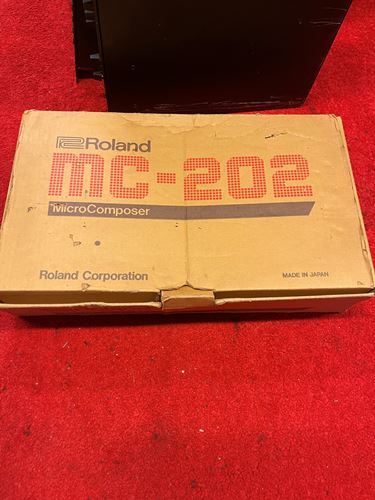 Roland
MC-202
MicroComposer
Roland Corporation
MADE IN JAPAN